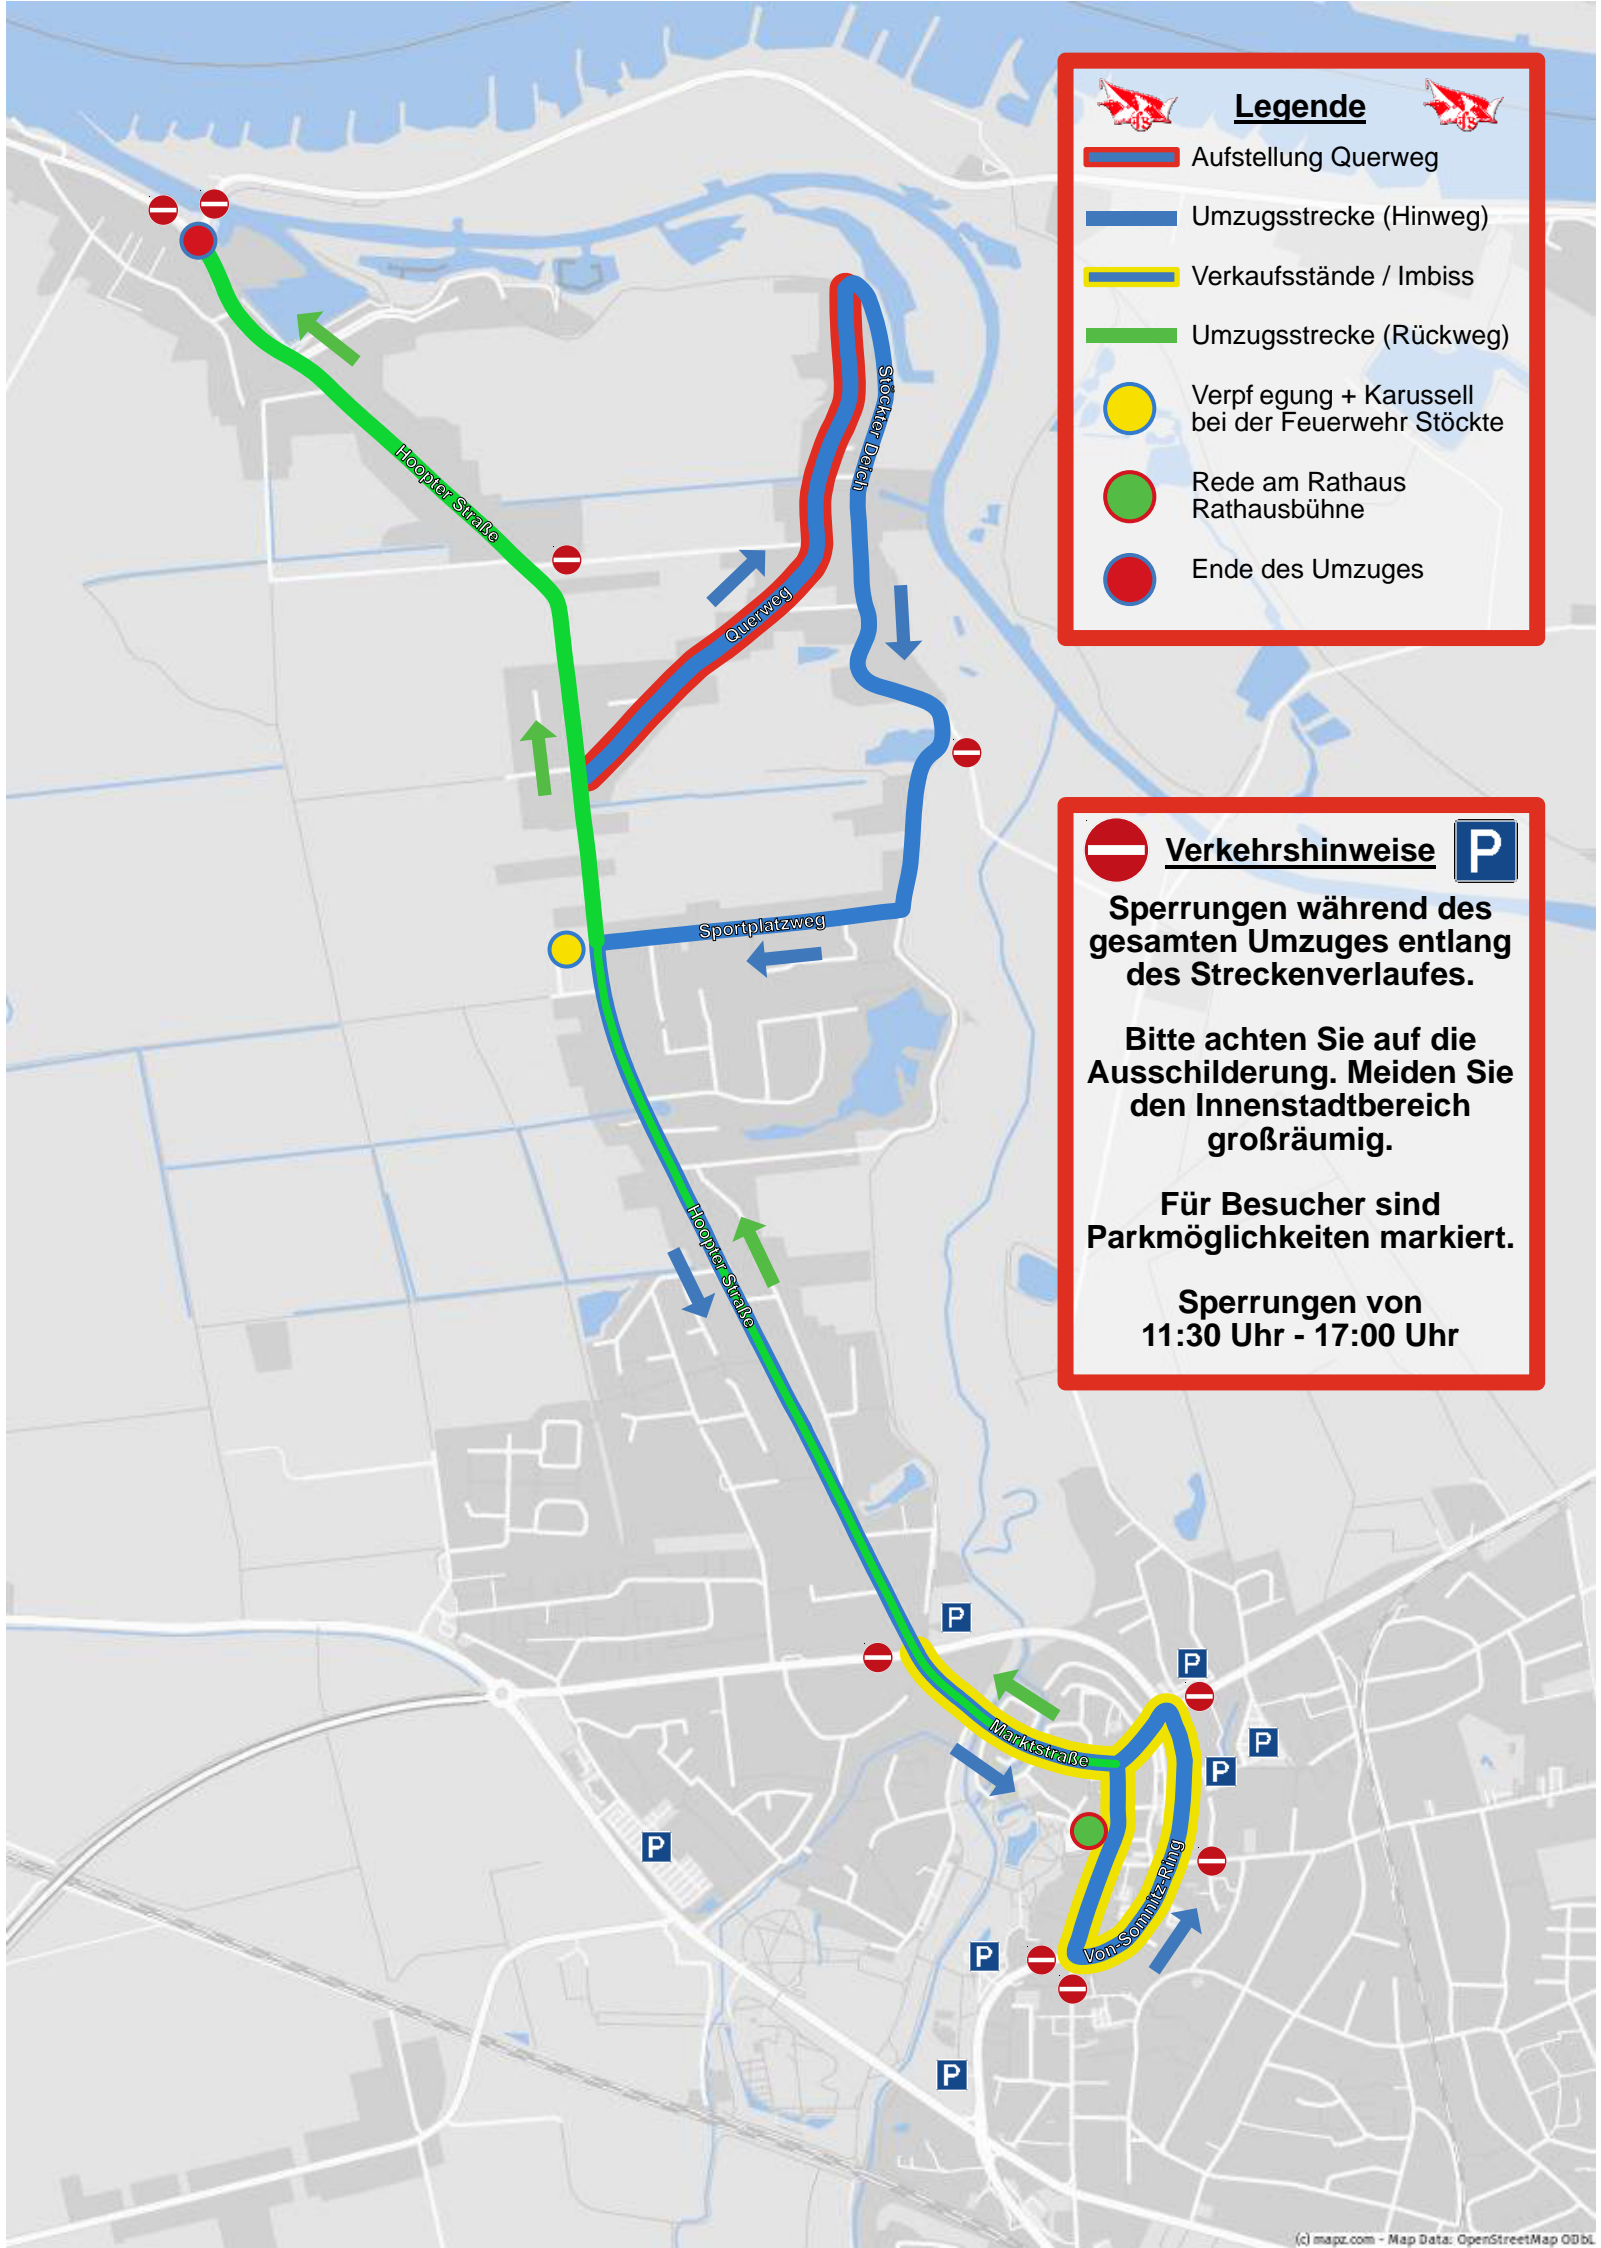 Legende
Aufstellung Querweg
Umzugsstrecke (Hinweg)
Verkaufsstände / Imbiss
Umzugsstrecke (Rückweg)
Verpf egung + Karussell
bei der Feuerwehr Stöckte
Rede am Rathaus
Rathausbühne
Ende des Umzuges
Stöckter Deich
Hoopter Straße
Querweg
Verkehrshinweise
P
Sperrungen während des
gesamten Umzuges entlang
des Streckenverlaufes.
Bitte achten Sie auf die
Ausschilderung. Meiden Sie
den Innenstadtbereich
großräumig.
Für Besucher sind
Parkmöglichkeiten markiert.
Sperrungen von
11:30 Uhr - 17:00 Uhr
Sportplatzweg
Hoopter Straße
P
P
Marktstraße
P
P
P
Von-Somnitz-Ring
P
P
(c) mapz.com - Map Data: OpenStreetMap ODbL